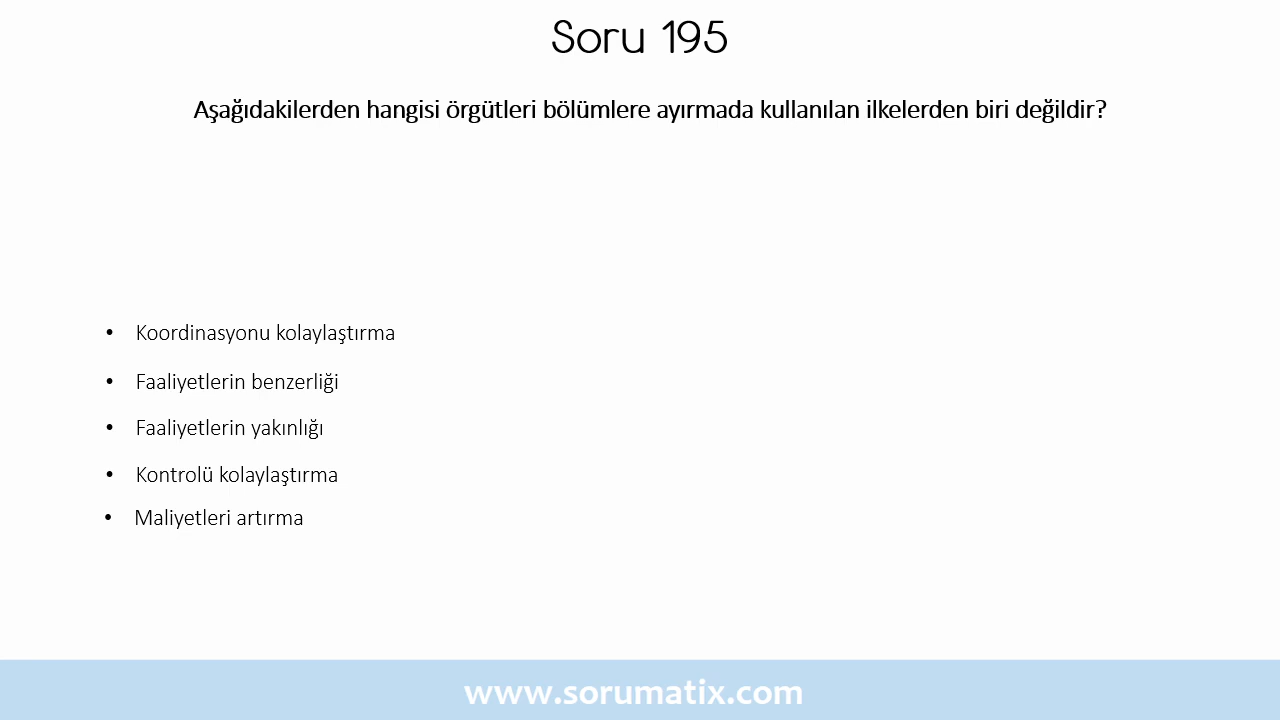 Soru 195
Aşağıdakilerden hangisi örgütleri bölümlere ayırmada kullanılan ilkelerden biri değildir?
• Koordinasyonu kolaylaştırma
• Faaliyetlerin benzerliği
• Faaliyetlerin yakınlığı
• Kontrolü kolaylaştırma
• Maliyetleri artırma
www.sorumatix.com